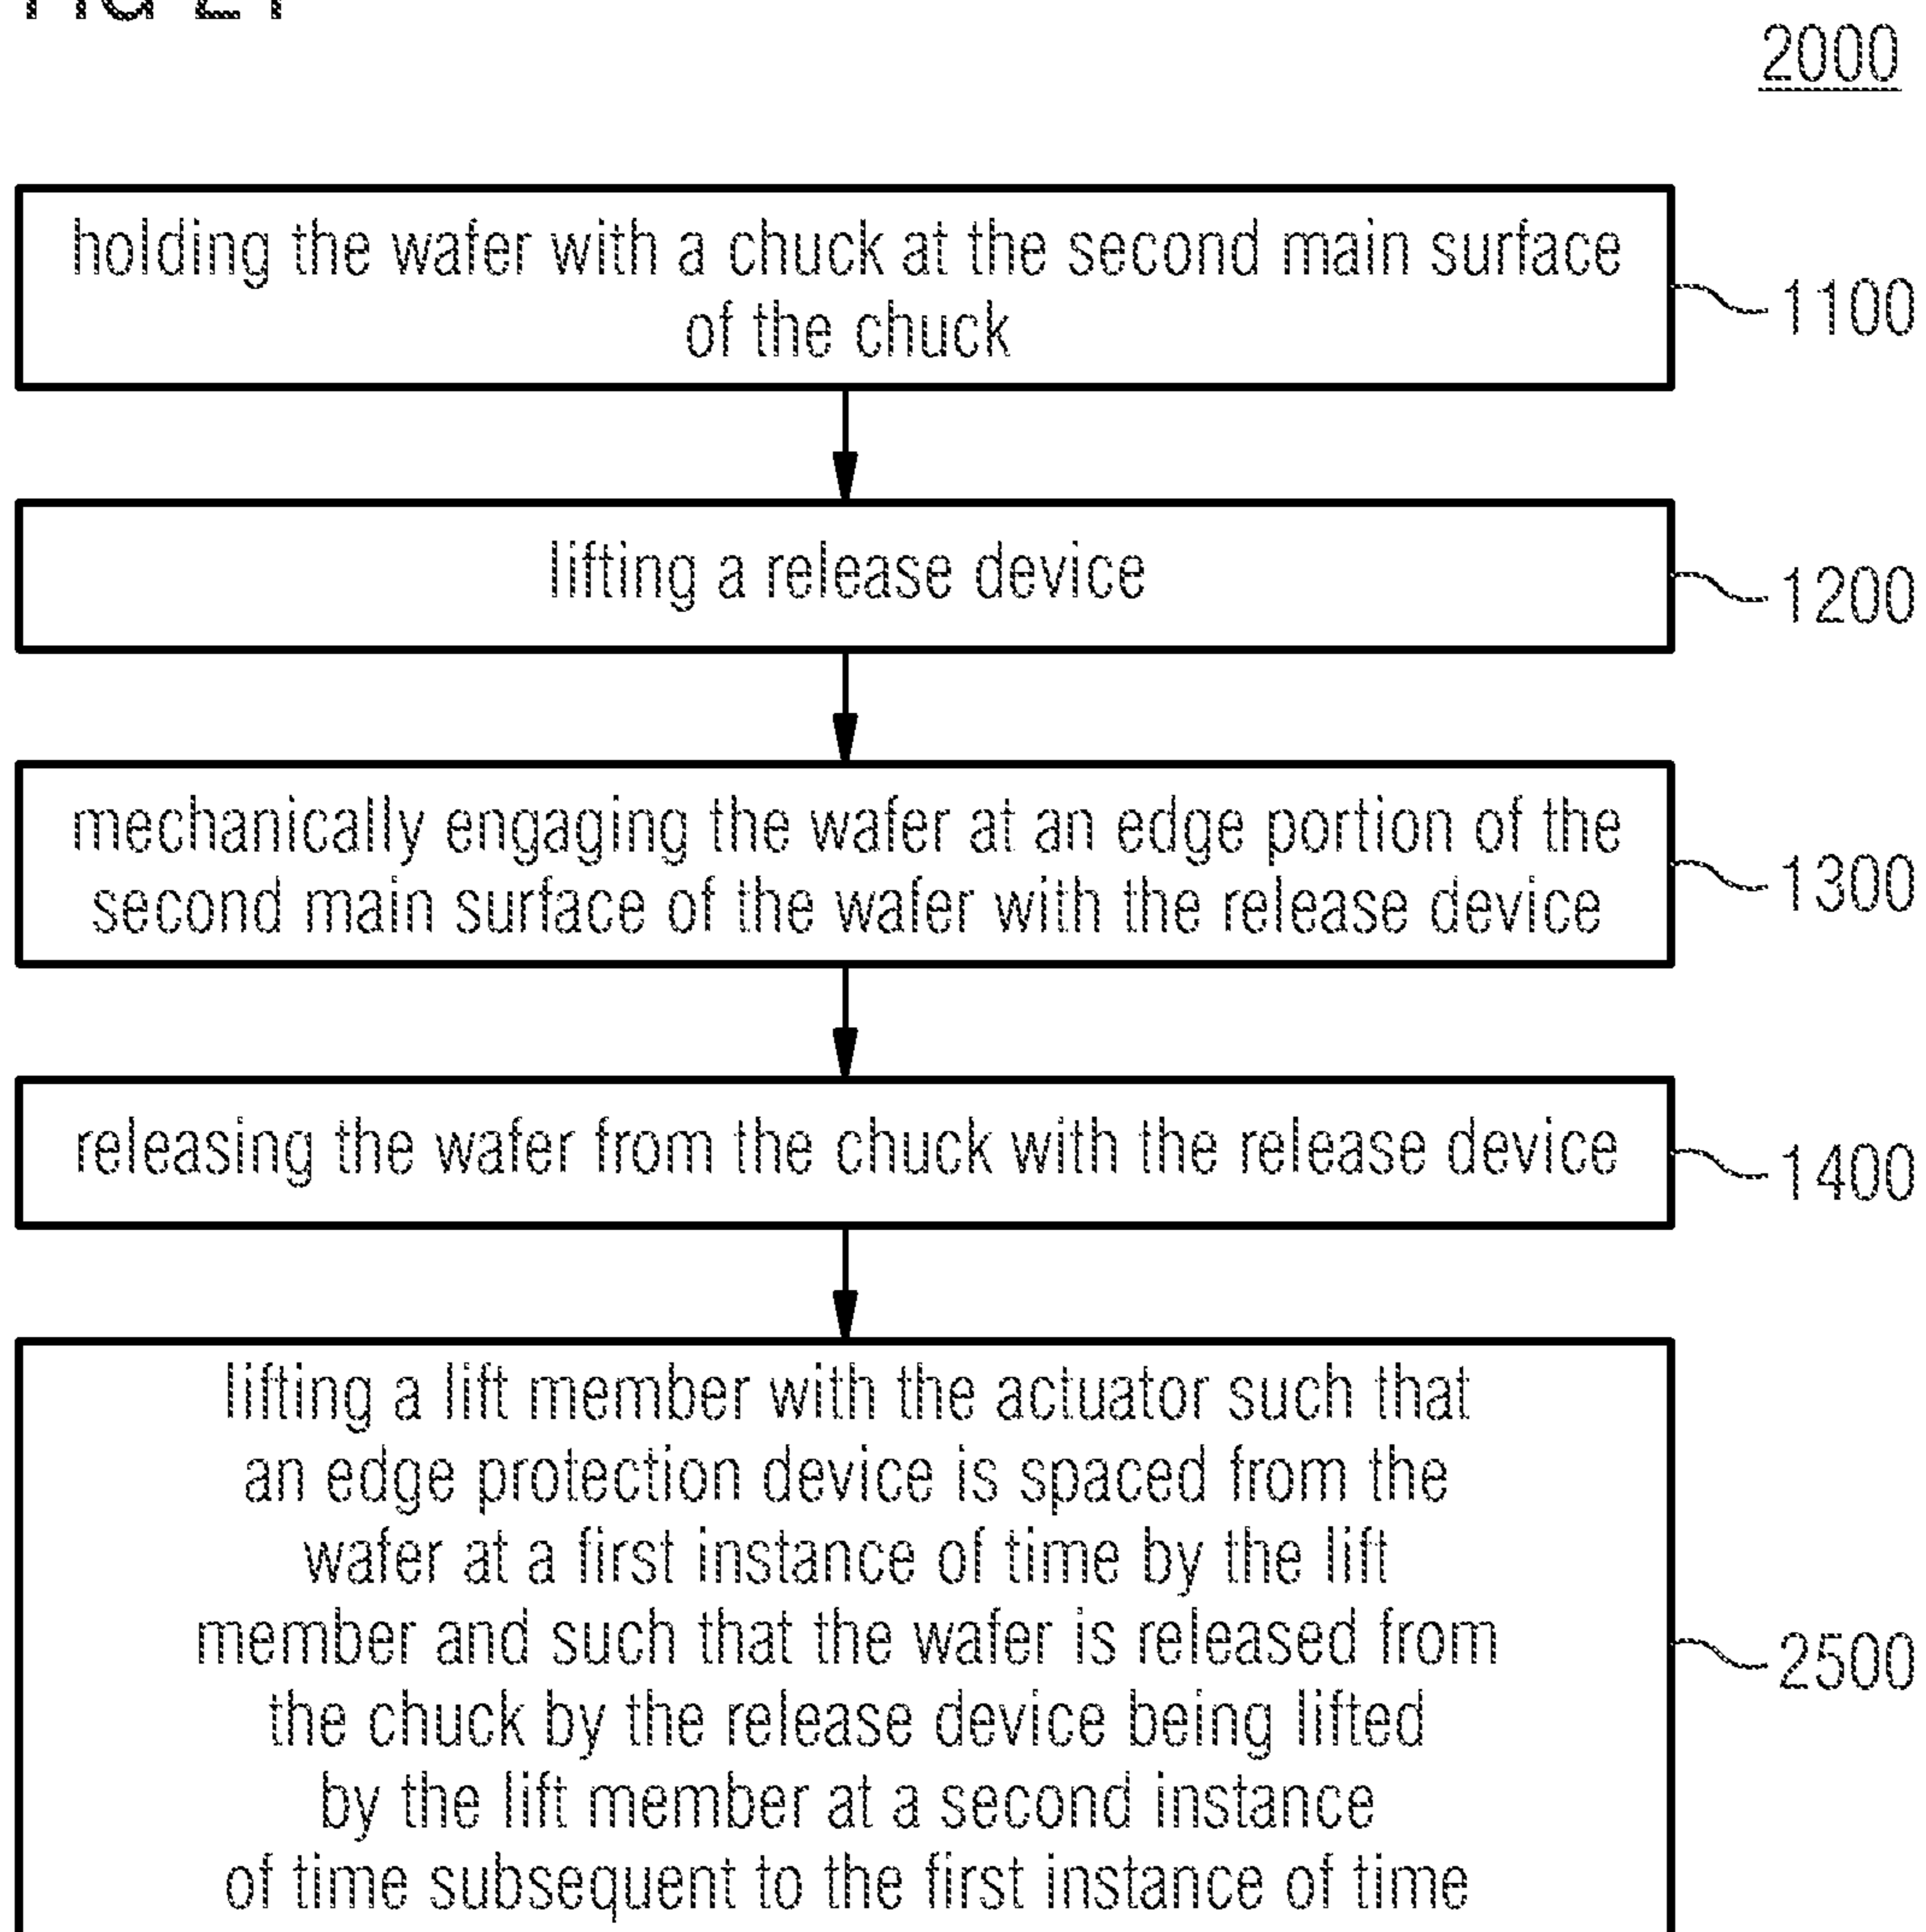 2000
holding the wafer with a chuck at the second main surface
of the chuck
1100
lifting a release device
1200
mechanically engaging the wafer at an edge portion of the
second main surface of the wafer with the release device
1300
releasing the wafer from the chuck with the release device
1400
lifting a lift member with the actuator such that
an edge protection device is spaced from the
wafer at a first instance of time by the lift
member and such that the wafer is released from
the chuck by the release device being lifted
by the lift member at a second instance
of time subsequent to the first instance of time
2500